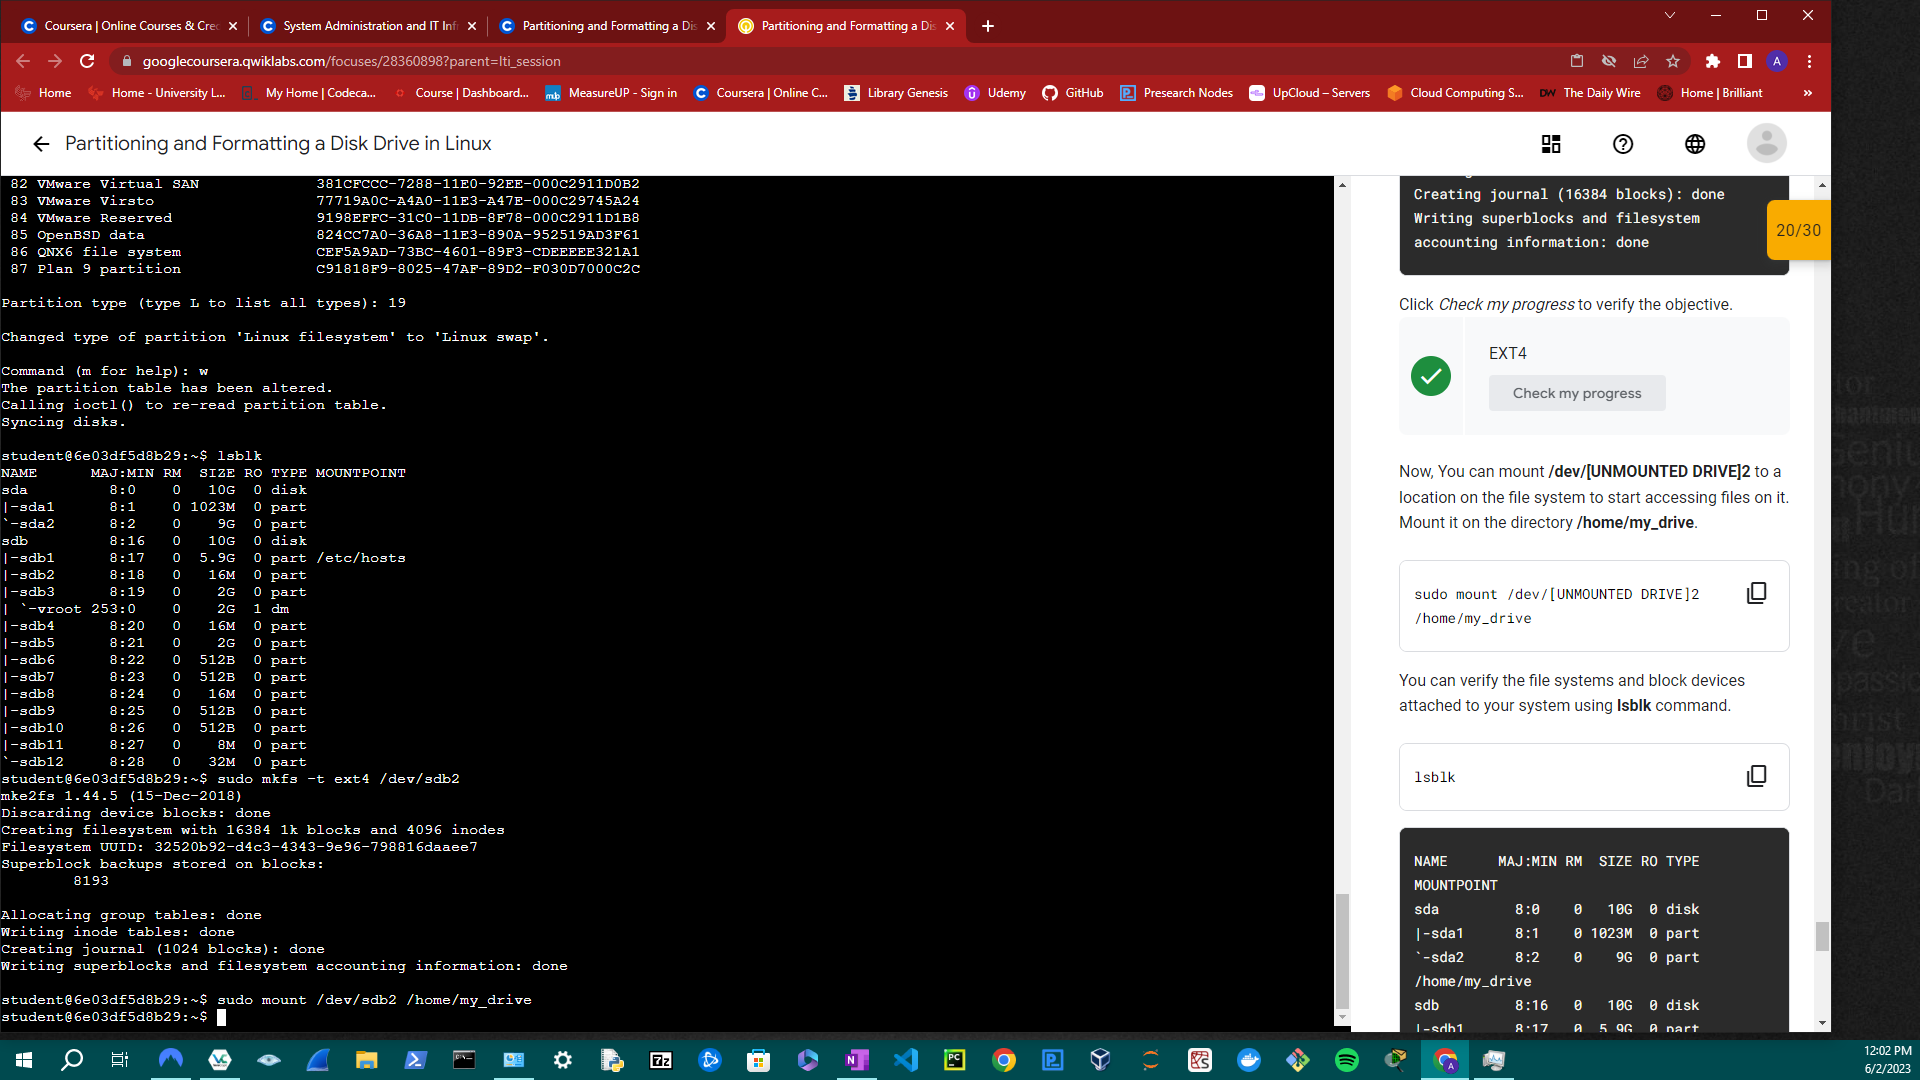 Coursera | Online Courses & Cre
System Administration and IT Inf
Partitioning and Formatting a Dis
Partitioning and Formatting a Dis
googlecoursera.qwiklabs.com/focuses/28360898?parent=lti_session
A
Home
Home - University L...
My Home | Codeca...
Course | Dashboard...
MeasureUP - Sign in
Coursera | Online C...
Library Genesis
Udemy
GitHub
Presearch Nodes
UpCloud – Servers
Cloud Computing S...
DW The Daily Wire
Home | Brilliant
»
Partitioning and Formatting a Disk Drive in Linux
82 VMware Virtual SAN 381CFCCC-7288-11E0-92EE-000C2911D0B2
83 VMware Virsto 77719A0C-A4A0-11E3-A47E-000C29745A24
84 VMware Reserved 9198EFFC-31C0-11DB-8F78-000C2911D1B8
85 OpenBSD data 824CC7A0-36A8-11E3-890A-952519AD3F61
86 QNX6 file system CEF5A9AD-73BC-4601-89F3-CDEEEEE321A1
87 Plan 9 partition C91818F9-8025-47AF-89D2-F030D7000C2C
Partition type (type L to list all types): 19
Changed type of partition 'Linux filesystem' to 'Linux swap'.
Command (m for help): w
The partition table has been altered.
Calling ioctl() to re-read partition table.
Syncing disks.
student@6e03df5d8b29:~$ lsblk
NAME MAJ:MIN RM SIZE RO TYPE MOUNTPOINT
sda 8:0 0 10G 0 disk
|-sda1 8:1 0 1023M 0 part
`-sda2 8:2 0 9G 0 part
sdb 8:16 0 10G 0 disk
|-sdb1 8:17 0 5.9G 0 part /etc/hosts
|-sdb2 8:18 0 16M 0 part
|-sdb3 8:19 0 2G 0 part
| `-vroot 253:0 0 2G 1 dm
|-sdb4 8:20 0 16M 0 part
|-sdb5 8:21 0 2G 0 part
|-sdb6 8:22 0 512B 0 part
|-sdb7 8:23 0 512B 0 part
|-sdb8 8:24 0 16M 0 part
|-sdb9 8:25 0 512B 0 part
|-sdb10 8:26 0 512B 0 part
|-sdb11 8:27 0 8M 0 part
`-sdb12 8:28 0 32M 0 part
student@6e03df5d8b29:~$ sudo mkfs -t ext4 /dev/sdb2
mke2fs 1.44.5 (15-Dec-2018)
Discarding device blocks: done
Creating filesystem with 16384 1k blocks and 4096 inodes
Filesystem UUID: 32520b92-d4c3-4343-9e96-798816daaee7
Superblock backups stored on blocks:
8193
Allocating group tables: done
Writing inode tables: done
Creating journal (1024 blocks): done
Writing superblocks and filesystem accounting information: done
student@6e03df5d8b29:~$ sudo mount /dev/sdb2 /home/my_drive
student@6e03df5d8b29:~$
Creating journal (16384 blocks): done
Writing superblocks and filesystem
accounting information: done
20/30
Click Check my progress to verify the objective.
EXT4
Check my progress
Now, You can mount /dev/[UNMOUNTED DRIVE]2 to a
location on the file system to start accessing files on it.
Mount it on the directory /home/my_drive.
sudo mount /dev/[UNMOUNTED DRIVE]2
/home/my_drive
You can verify the file systems and block devices
attached to your system using lsblk command.
lsblk
NAME MAJ:MIN RM SIZE RO TYPE
MOUNTPOINT
sda 8:0 0 10G 0 disk
|-sda1 8:1 0 1023M 0 part
`-sda2 8:2 0 9G 0 part
/home/my_drive
sdb 8:16 0 10G 0 disk
|-sdb1 8:17 0 5.9G 0 part
12:02 PM
6/2/2023